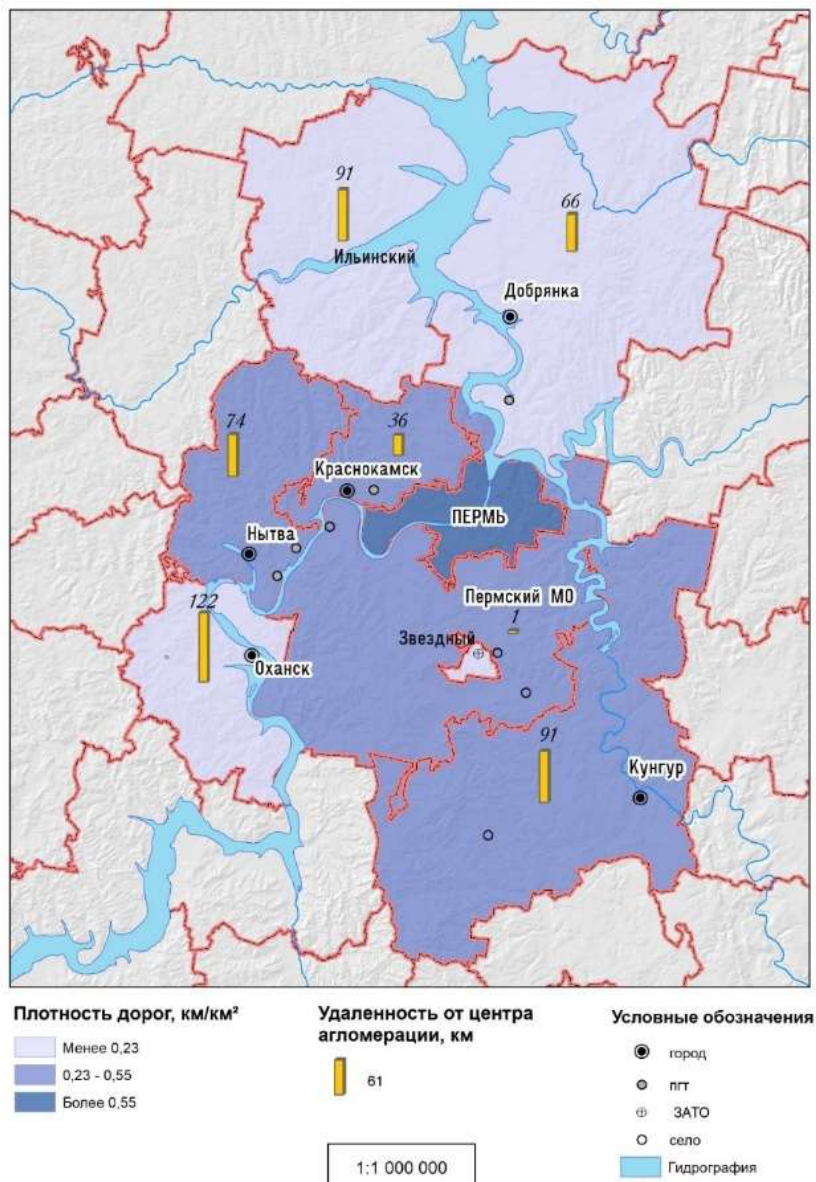 91
66
Ильинский
Добрянка
74
36
Краснокамск
ПЕРМЬ
Нытва
122
Пермский МО
1
Звездный
Оханск
91
Кунгур
Плотность дорог, км/км²
Менее 0,23
0,23 - 0,55
Более 0,55
Удаленность от центра
агломерации, км
61
1:1 000 000
Условные обозначения
город
пгт
ЗАТО
село
Гидрография